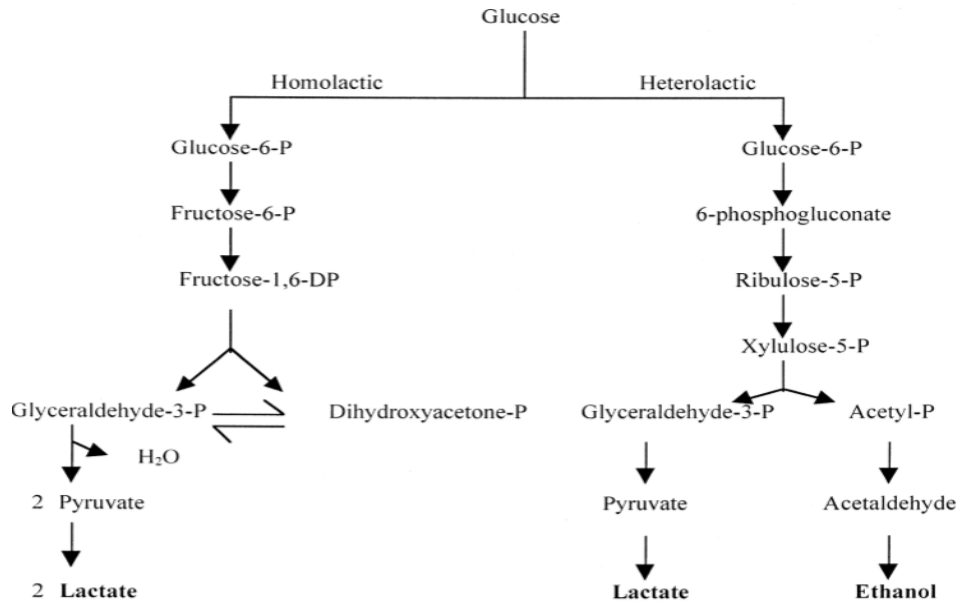 Glucose
Homolactic Heterolactic
Glucose-6-P Glucose-6-P
Fructose-6-P 6-phosphogluconate
Fructose-1,6-DP Ribulose-5-P
Xylulose-5-P
Glyceraldehyde-3-P Dihydroxyacetone-P Glyceraldehyde-3-P Acetyl-P
H₂O
2 Pyruvate Pyruvate Acetaldehyde
2 Lactate Lactate Ethanol